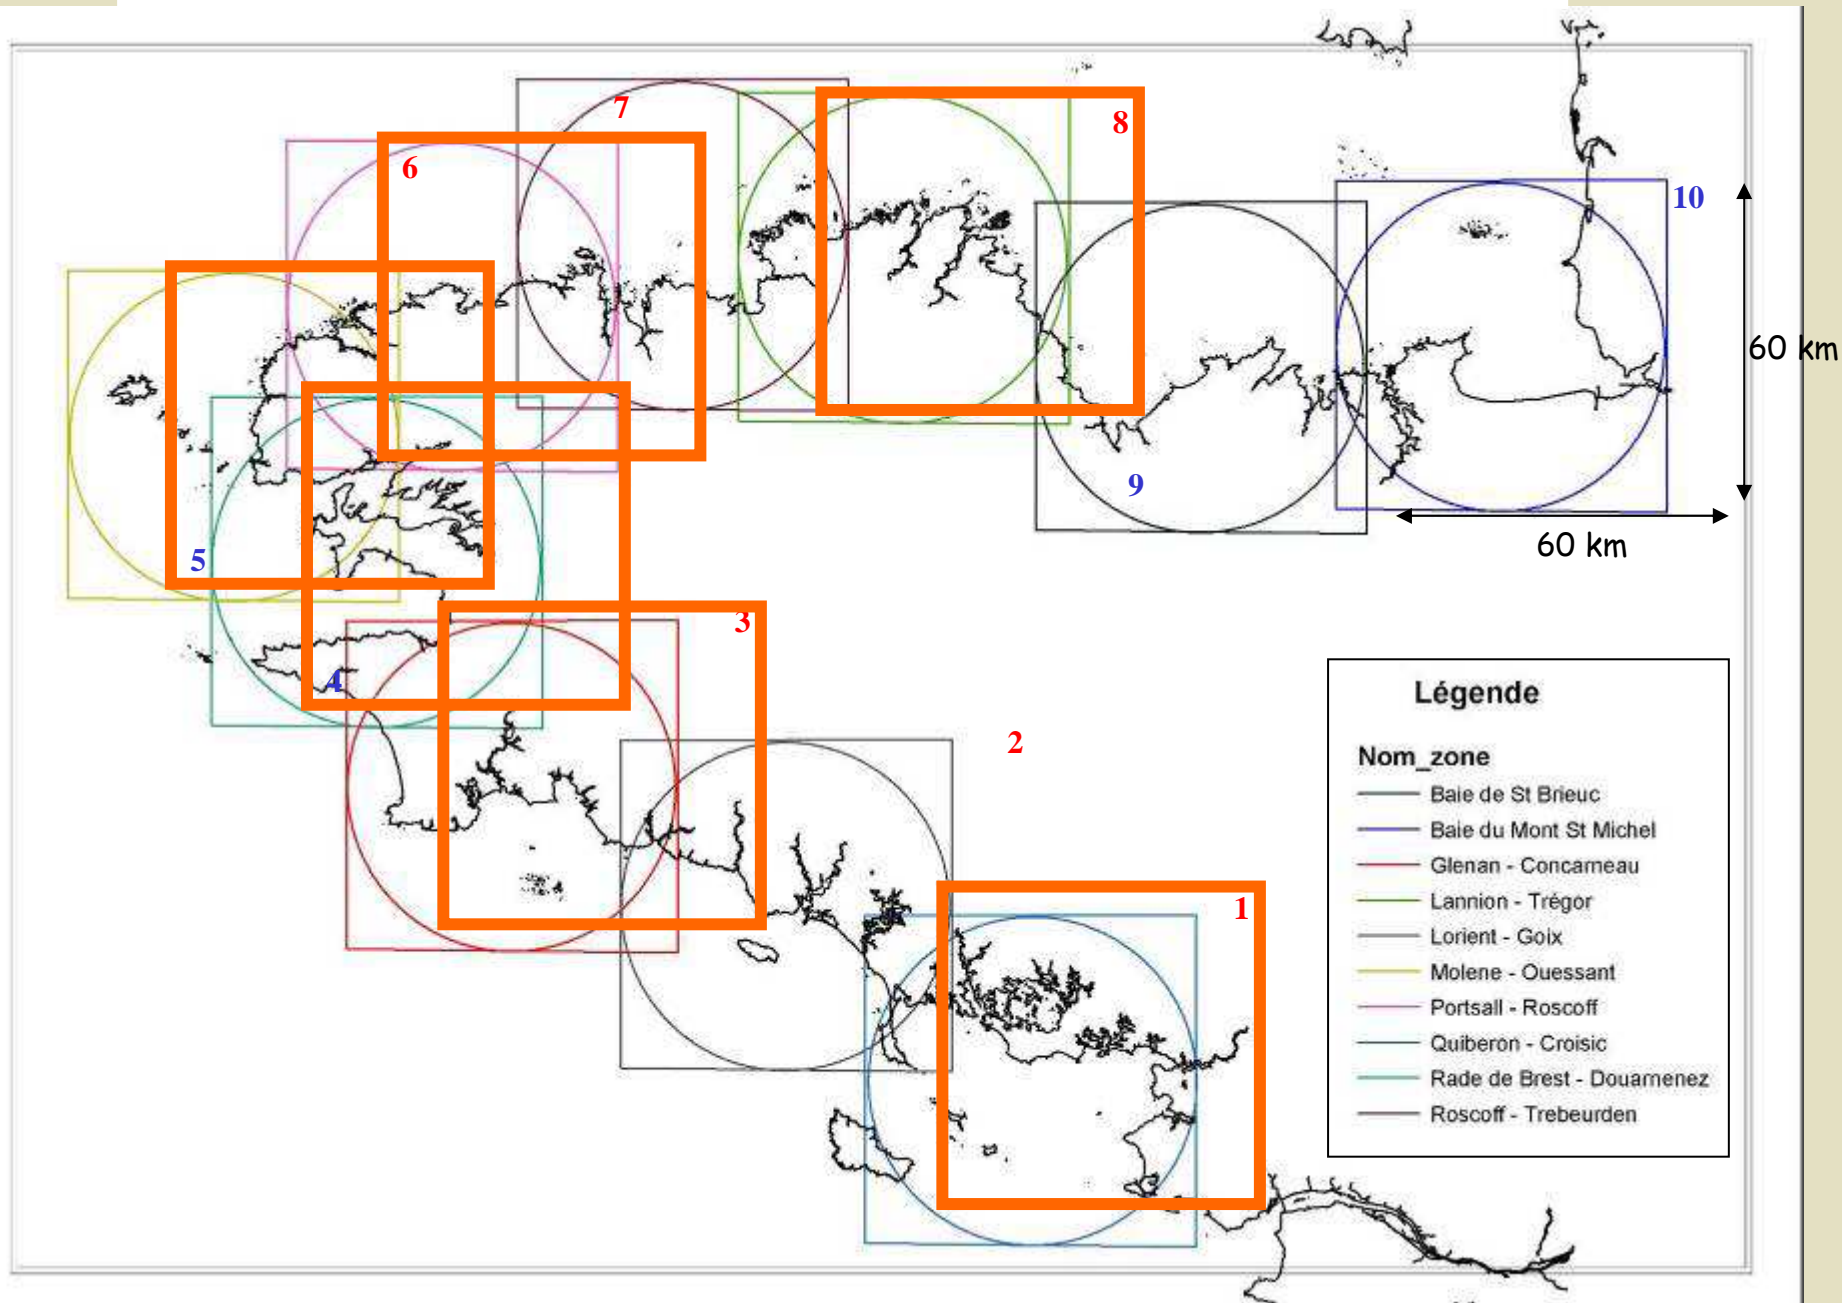 7
8
6
10
60 km
9
60 km
5
3
4
2
1
Légende
Nom_zone
Baie de St Brieuc
Baie du Mont St Michel
Glenan - Concarneau
Lannion - Trégor
Lorient - Goix
Molene - Ouessant
Portsall - Roscoff
Quiberon - Croisic
Rade de Brest - Douarnenez
Roscoff - Trebeurden